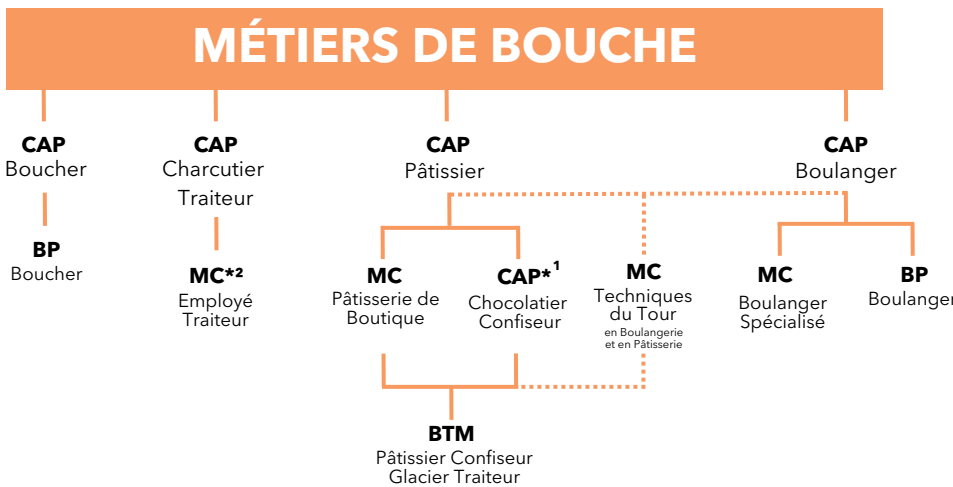 MÉTIERS DE BOUCHE
CAP
Boucher
CAP
Charcutier
Traiteur
CAP
Pâtissier
CAP
Boulanger
BP
Boucher
MC*²
Employé
Traiteur
MC
Pâtisserie de
Boutique
CAP*¹
Chocolatier
Confiseur
MC
Techniques
du Tour
en Boulangerie
et en Pâtisserie
MC
Boulanger
Spécialisé
BP
Boulanger
BTM
Pâtissier Confiseur
Glacier Traiteur